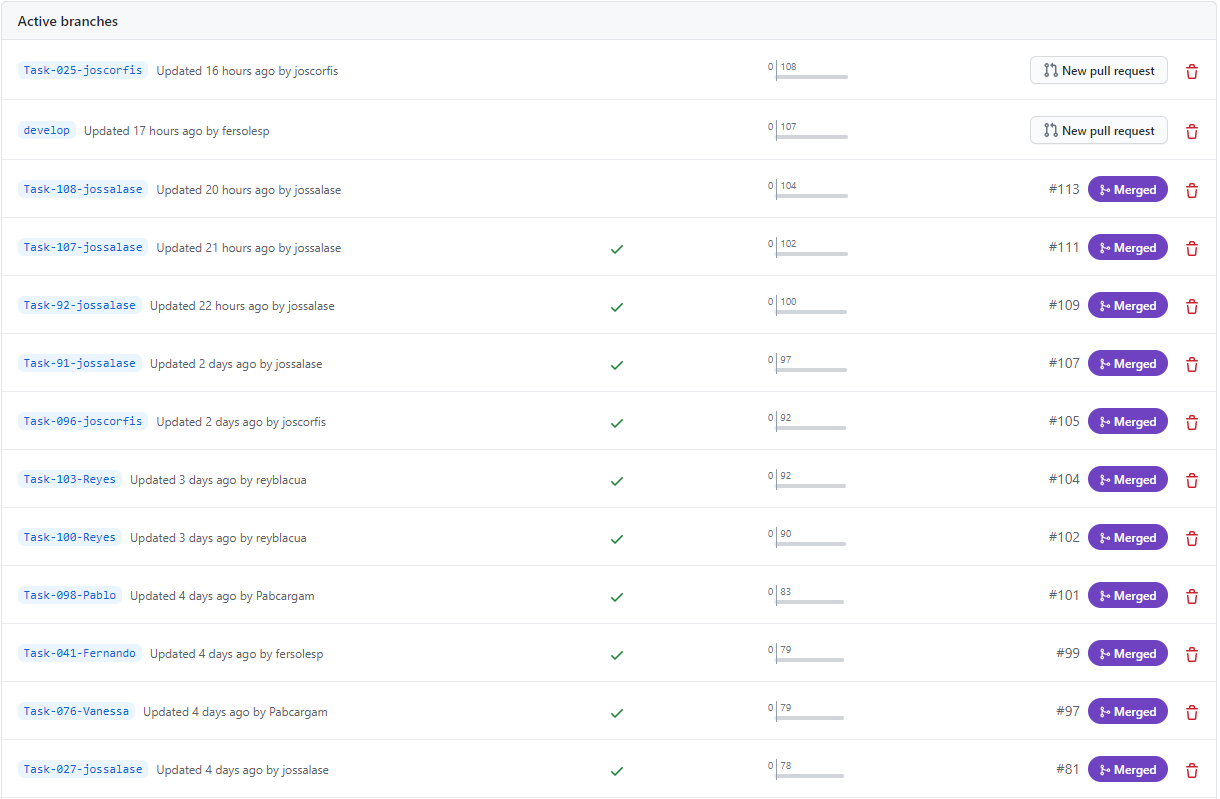 Active branches
Task-025-joscorfis Updated 16 hours ago by joscorfis 0 108 New pull request
develop Updated 17 hours ago by fersolesp 0 107 New pull request
Task-108-jossalase Updated 20 hours ago by jossalase 0 104 #113 Merged
Task-107-jossalase Updated 21 hours ago by jossalase 0 102 #111 Merged
Task-92-jossalase Updated 22 hours ago by jossalase 0 100 #109 Merged
Task-91-jossalase Updated 2 days ago by jossalase 0 97 #107 Merged
Task-096-joscorfis Updated 2 days ago by joscorfis 0 92 #105 Merged
Task-103-Reyes Updated 3 days ago by reyblacua 0 92 #104 Merged
Task-100-Reyes Updated 3 days ago by reyblacua 0 90 #102 Merged
Task-098-Pablo Updated 4 days ago by Pabcargam 0 83 #101 Merged
Task-041-Fernando Updated 4 days ago by fersolesp 0 79 #99 Merged
Task-076-Vanessa Updated 4 days ago by Pabcargam 0 79 #97 Merged
Task-027-jossalase Updated 4 days ago by jossalase 0 78 #81 Merged